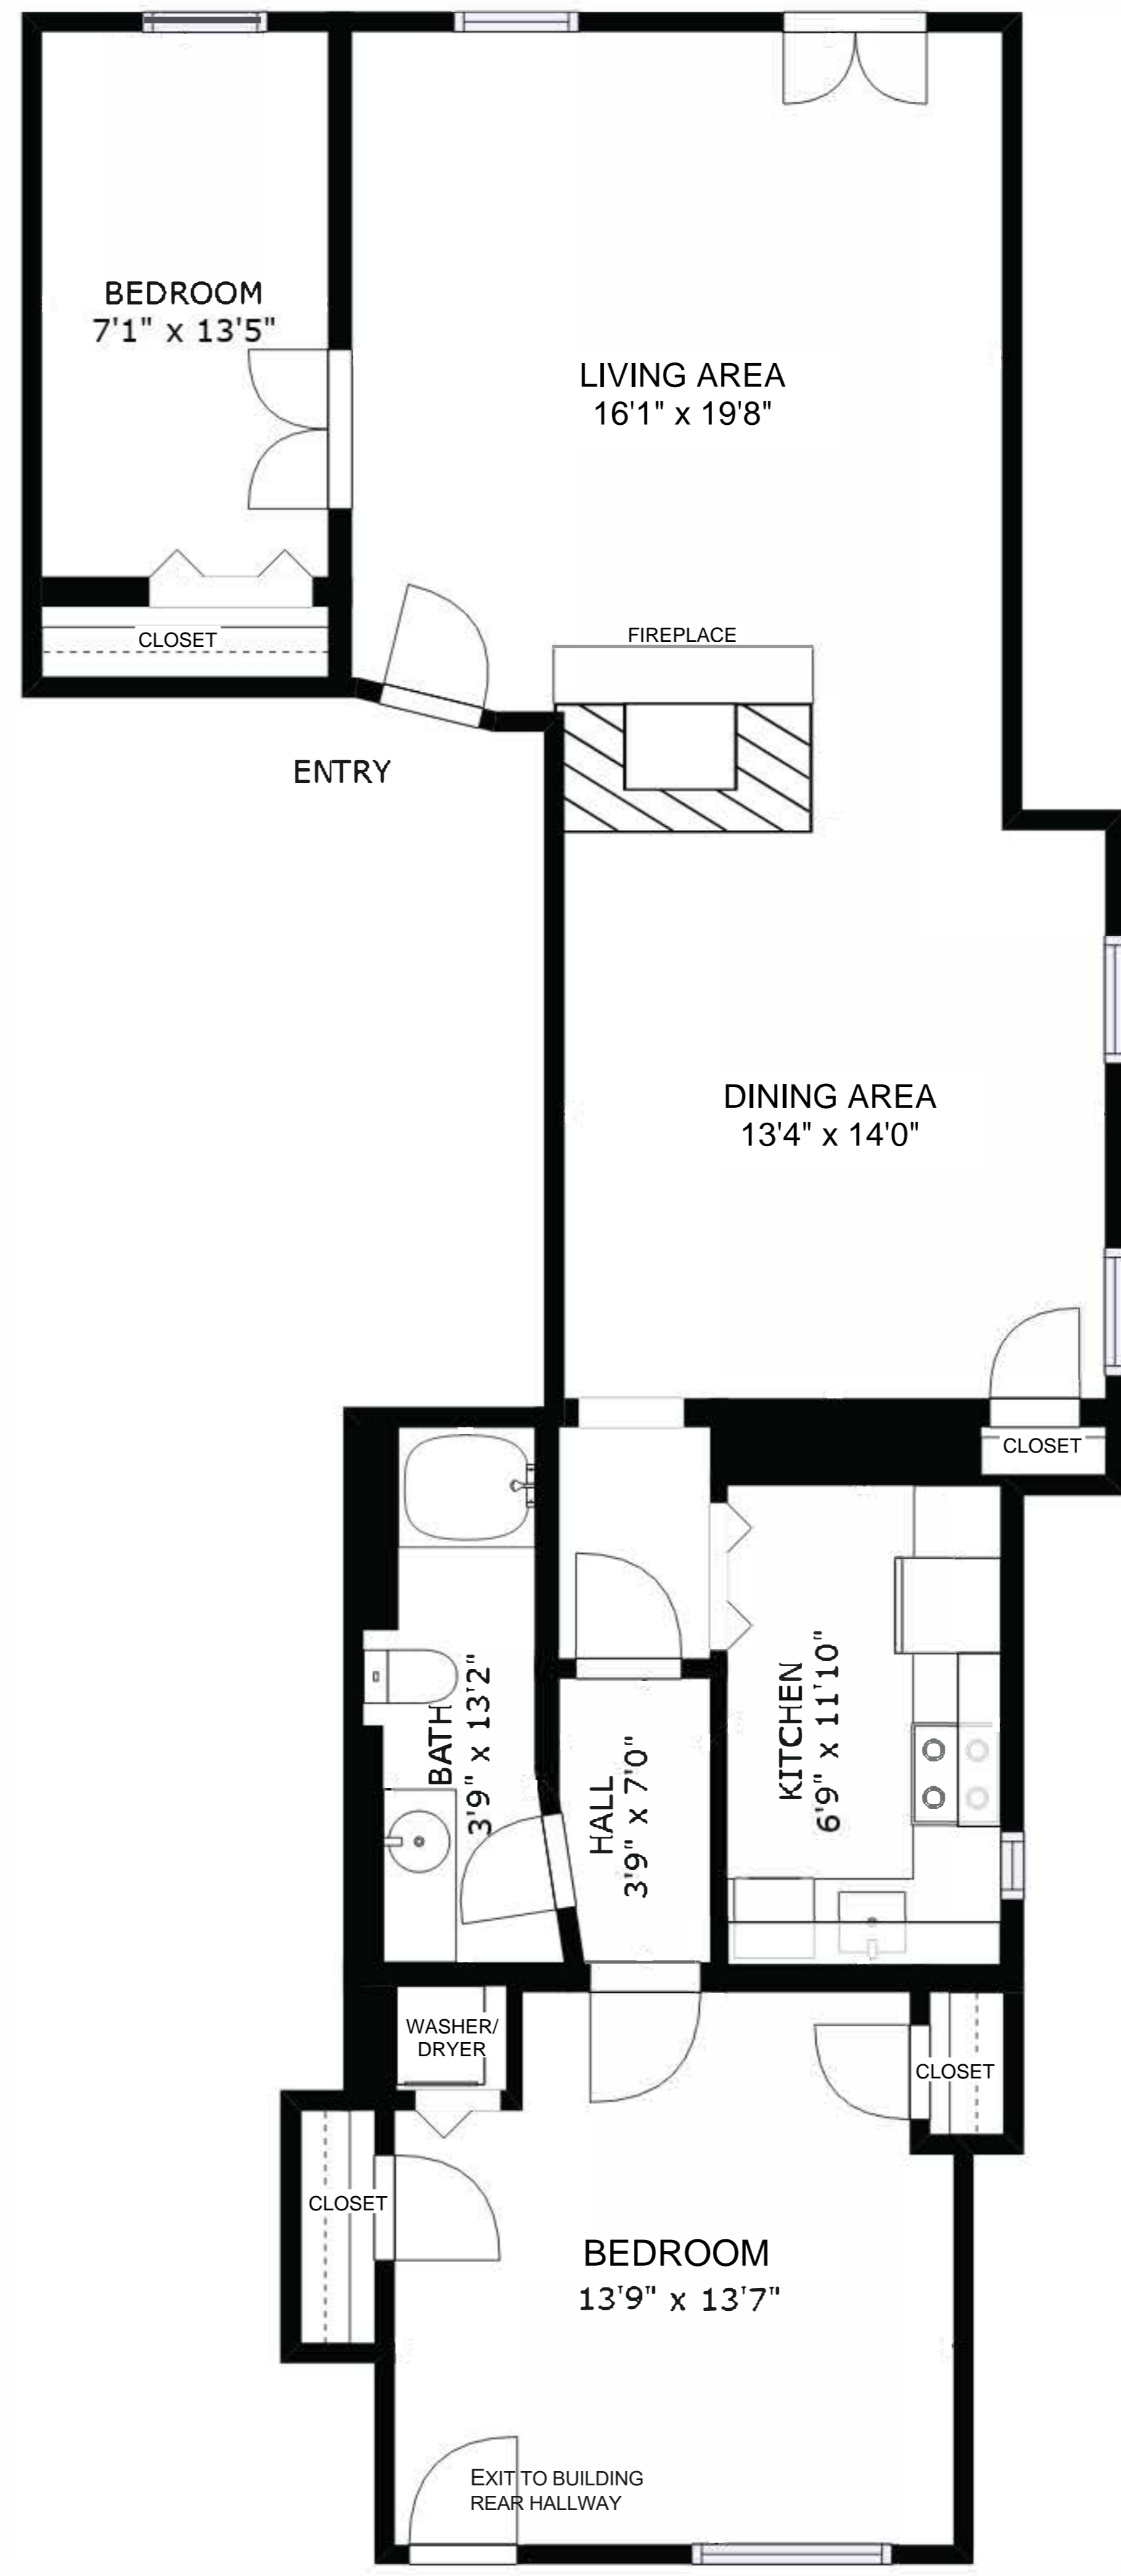 BEDROOM
7'1" x 13'5"
LIVING AREA
16'1" x 19'8"
CLOSET
FIREPLACE
ENTRY
DINING AREA
13'4" x 14'0"
CLOSET
BATH
3'9" x 13'2"
HALL
3'9" x 7'0"
KITCHEN
6'9" x 11'10"
WASHER/
DRYER
CLOSET
CLOSET
BEDROOM
13'9" x 13'7"
EXIT TO BUILDING
REAR HALLWAY